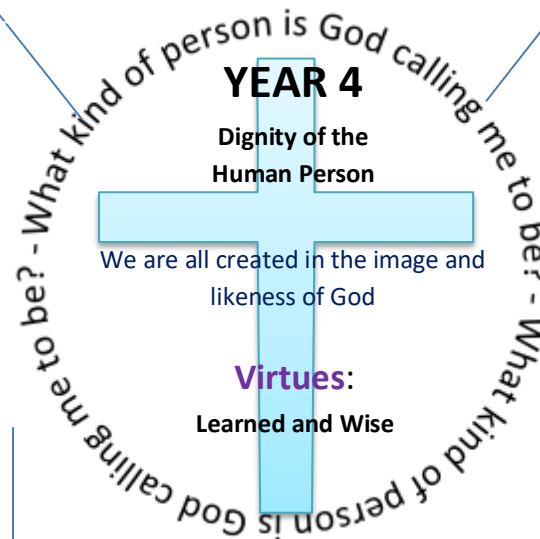 What kind of person is God calling me to be? - What kind of person is God calling me to be? -
YEAR 4
Dignity of the
Human Person
We are all created in the image and
likeness of God
Virtues:
Learned and Wise